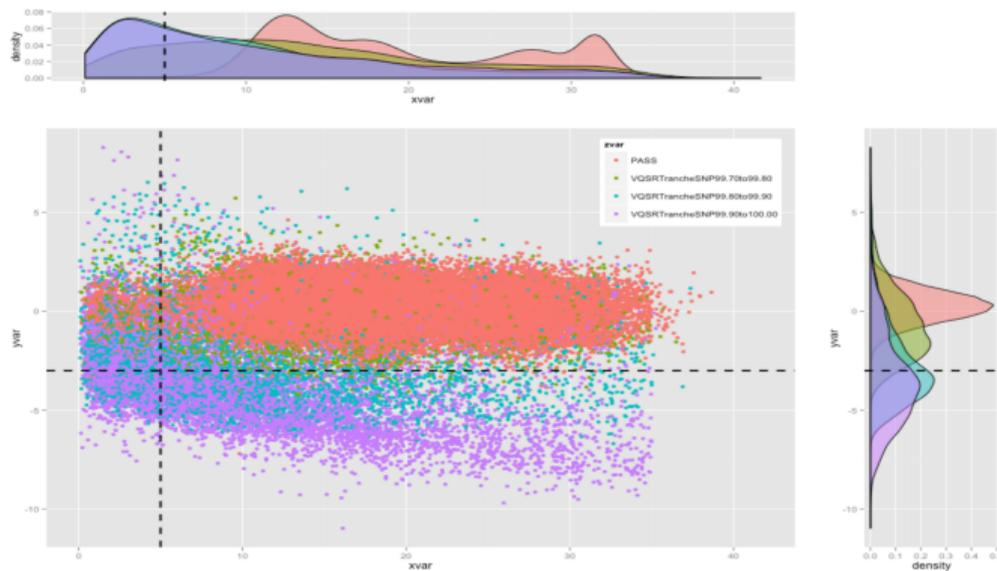 0.08
0.06
0.04
0.02
0.00
density
0 10 20 30 40
xvar
zvar
PASS
VQSRTrancheSNP99.70to99.80
VQSRTrancheSNP99.80to99.90
VQSRTrancheSNP99.90to100.00
5
0
-5
-10
yvar
0 10 20 30 40
xvar
5
0
-5
-10
yvar
0.0 0.1 0.2 0.3 0.4
density